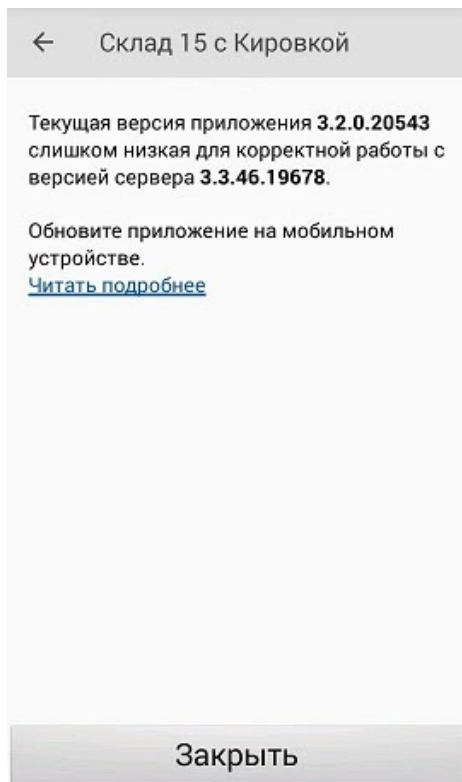 ← Склад 15 с Кировкой
Текущая версия приложения 3.2.0.20543
слишком низкая для корректной работы с
версией сервера 3.3.46.19678.
Обновите приложение на мобильном
устройстве.
Читать подробнее
Закрыть